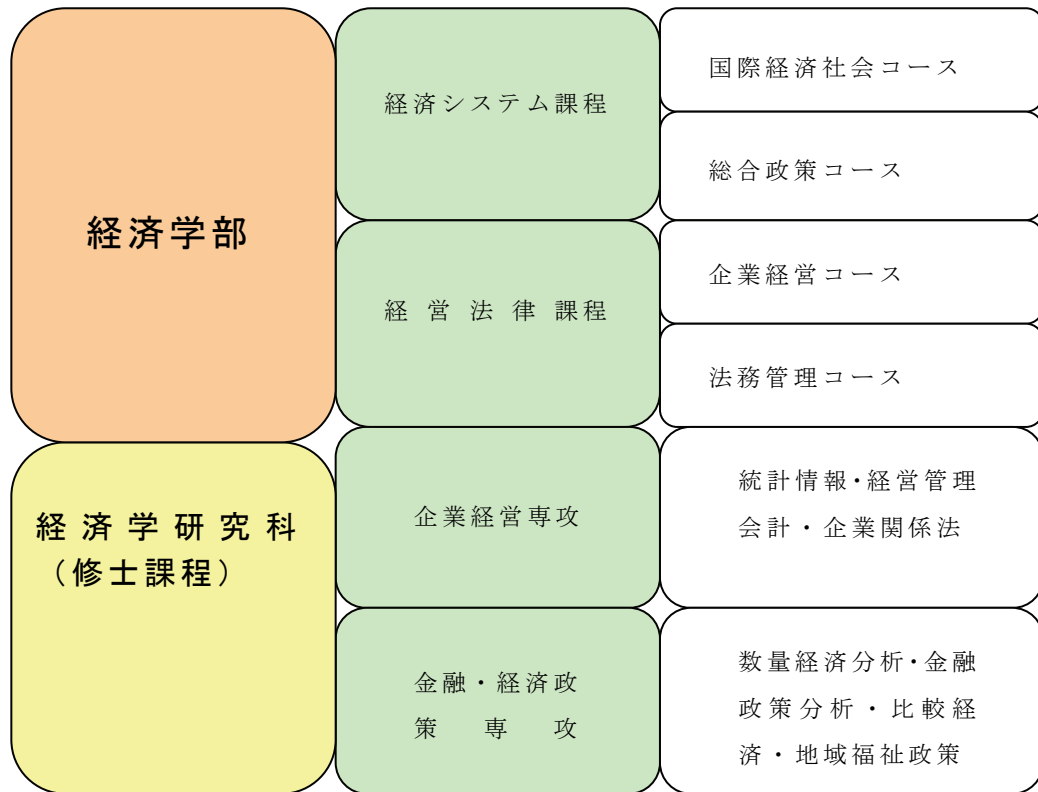 経済学部
経済システム課程
国際経済社会コース
総合政策コース
経営法律課程
企業経営コース
法務管理コース
経済学研究科
（修士課程）
企業経営専攻
統計情報・経営管理
会計・企業関係法
金融・経済政
策専攻
数量経済分析・金融
政策分析・比較経
済・地域福祉政策